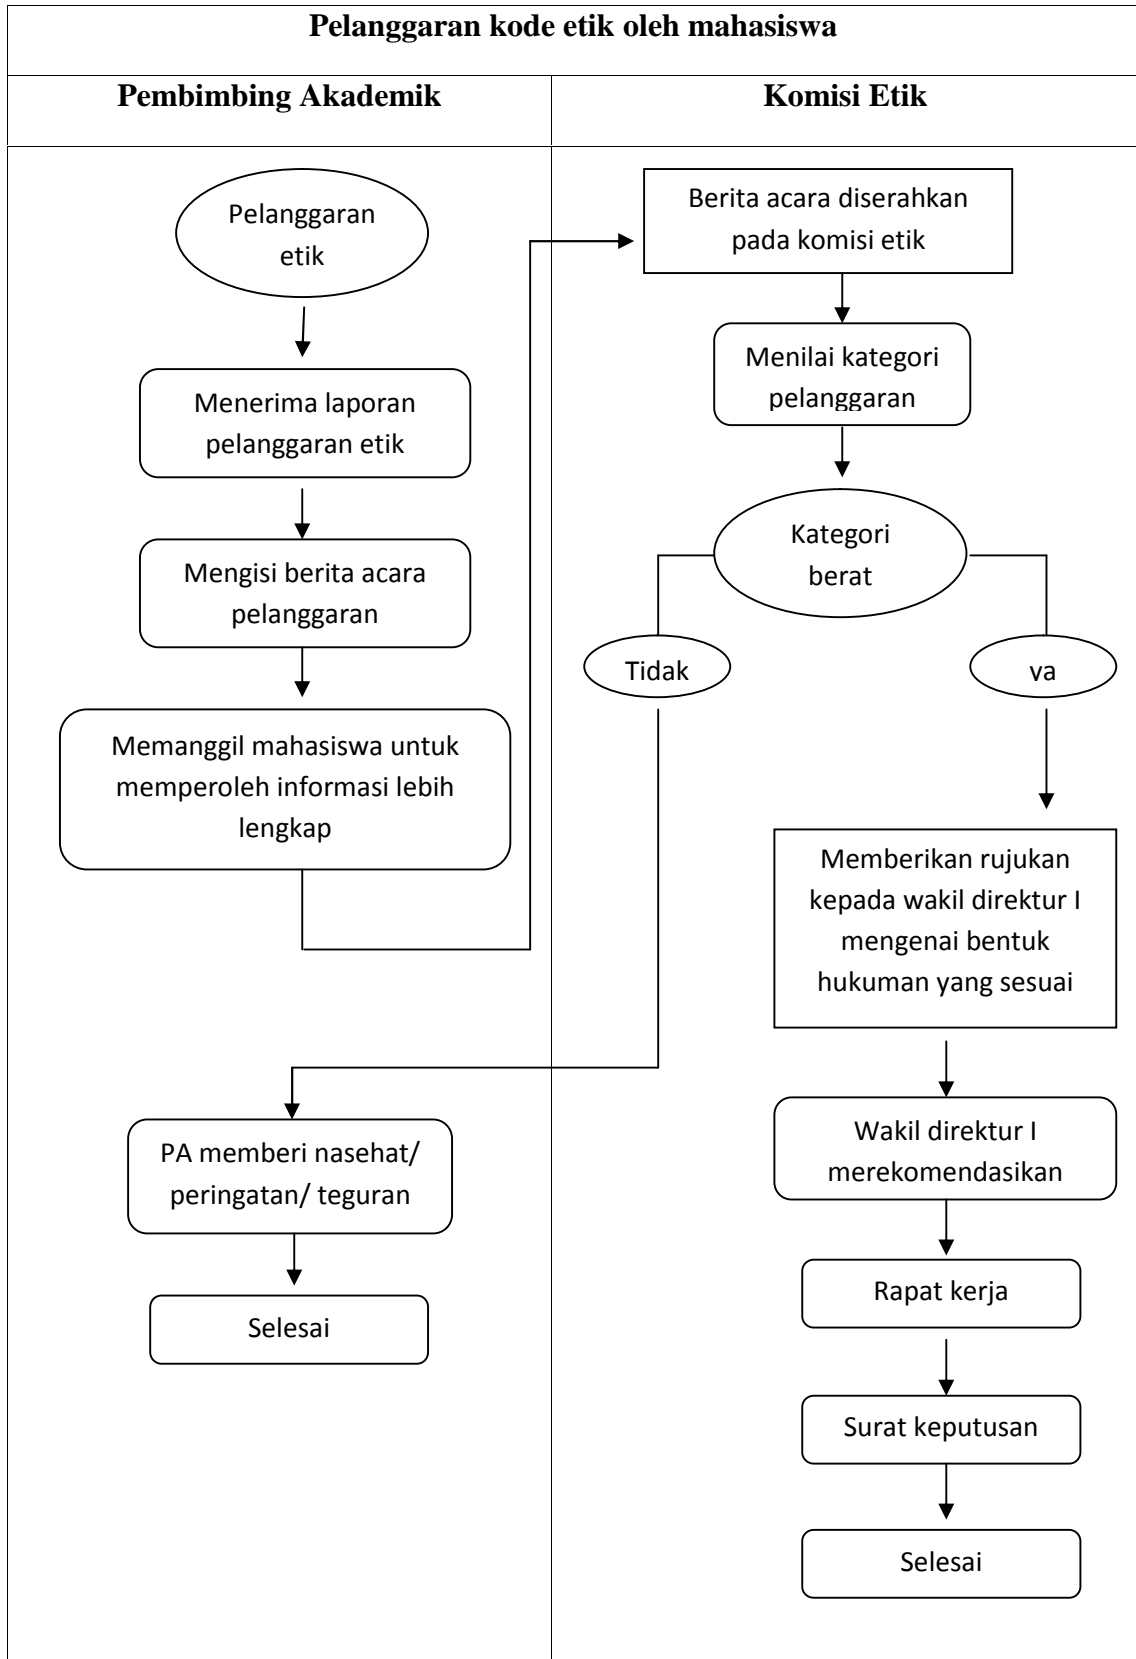 Pelanggaran kode etik oleh mahasiswa
Pembimbing Akademik
Komisi Etik
Pelanggaran
etik
Menerima laporan
pelanggaran etik
Mengisi berita acara
pelanggaran
Memanggil mahasiswa untuk
memperoleh informasi lebih
lengkap
Berita acara diserahkan
pada komisi etik
Menilai kategori
pelanggaran
Kategori
berat
Tidak
va
Memberikan rujukan
kepada wakil direktur I
mengenai bentuk
hukuman yang sesuai
Wakil direktur I
merekomendasikan
Rapat kerja
Surat keputusan
Selesai
PA memberi nasehat/
peringatan/ teguran
Selesai